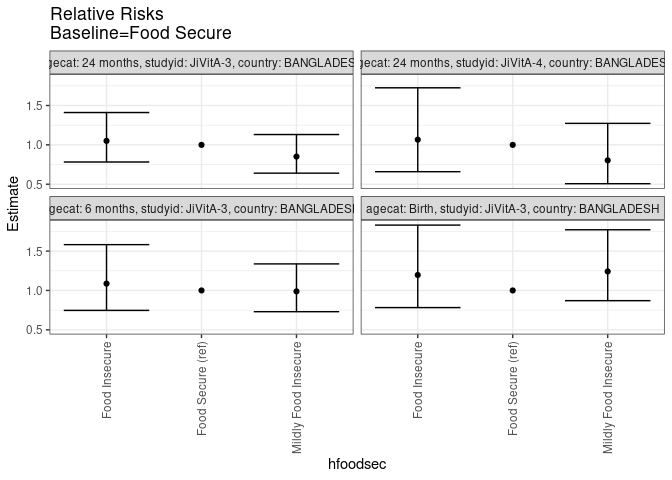 Relative Risks
Baseline=Food Secure
gecat: 24 months, studyid: JiVitA-3, country: BANGLADES
gecat: 24 months, studyid: JiVitA-4, country: BANGLADES
1.5
1.0
0.5
gecat: 6 months, studyid: JiVitA-3, country: BANGLADESH
agecat: Birth, studyid: JiVitA-3, country: BANGLADESH
1.5
1.0
0.5
Estimate
Food Insecure
Food Secure (ref)
Mildly Food Insecure
Food Insecure
Food Secure (ref)
Mildly Food Insecure
hfoodsec